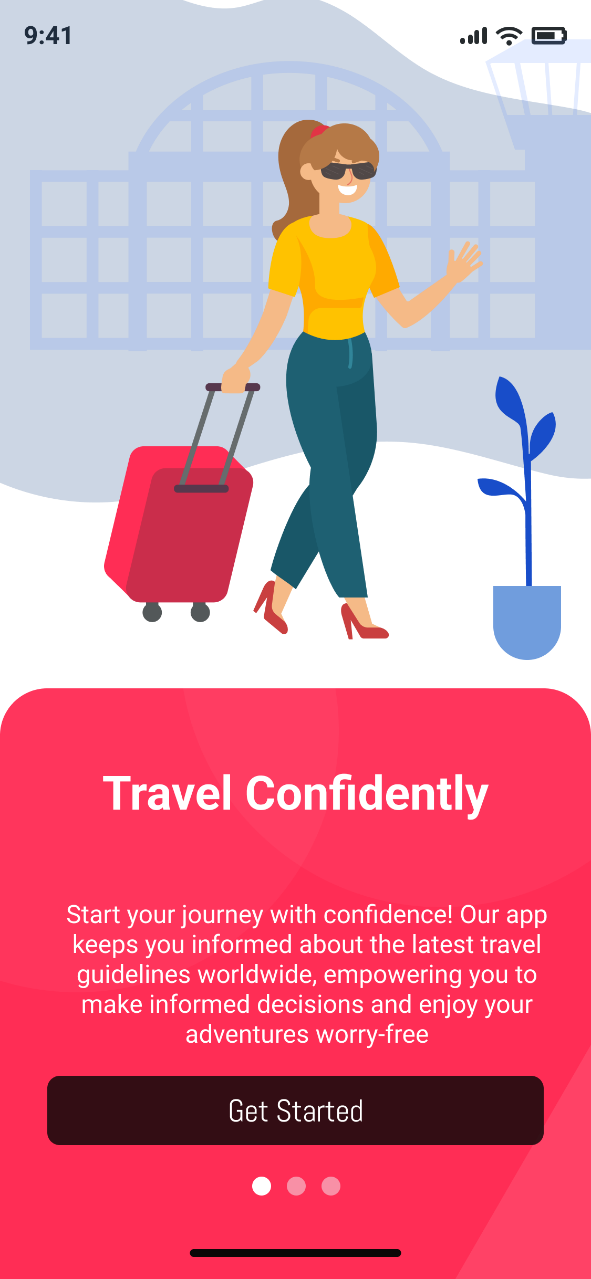 9:41
Travel Confidently
Start your journey with confidence! Our app
keeps you informed about the latest travel
guidelines worldwide, empowering you to
make informed decisions and enjoy your
adventures worry-free
Get Started